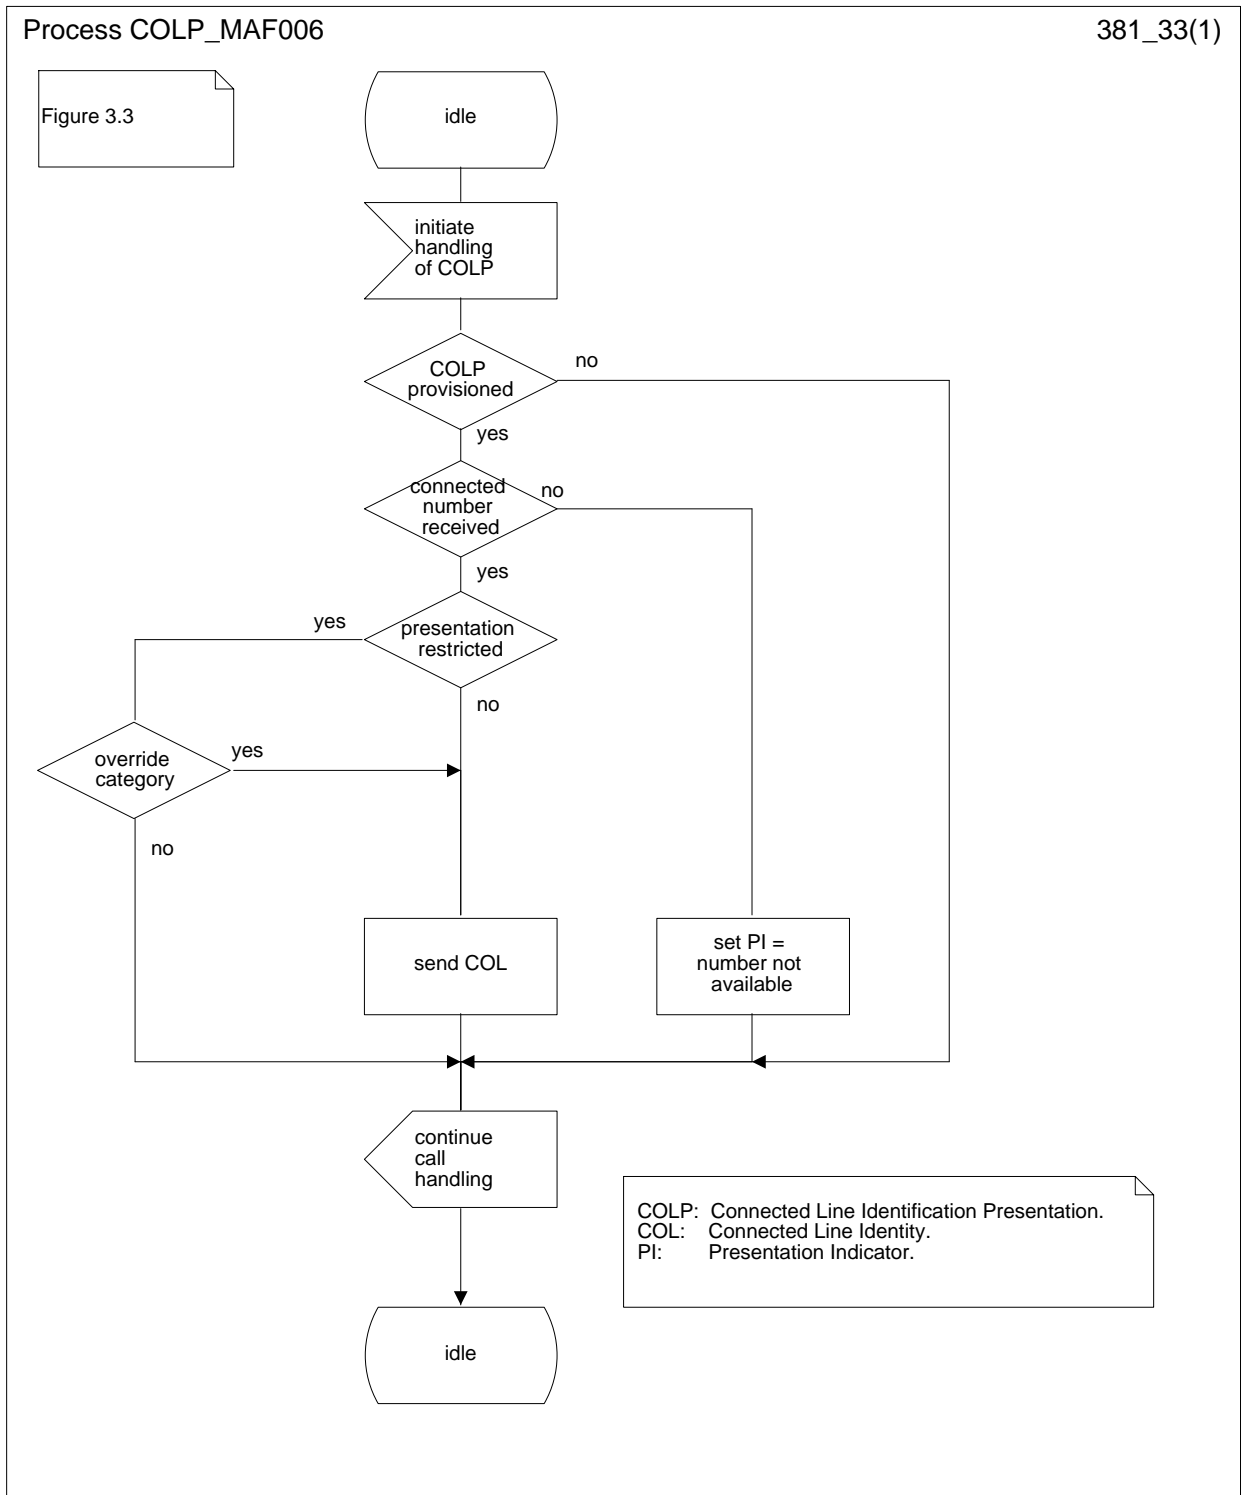 Process COLP_MAF006
381_33(1)
Figure 3.3
idle
initiate
handling
of COLP
COLP
provisioned
no
yes
connected
number
received
no
yes
presentation
restricted
yes
no
override
category
yes
no
send COL
set PI =
number not
available
continue
call
handling
COLP: Connected Line Identification Presentation.
COL: Connected Line Identity.
PI: Presentation Indicator.
idle